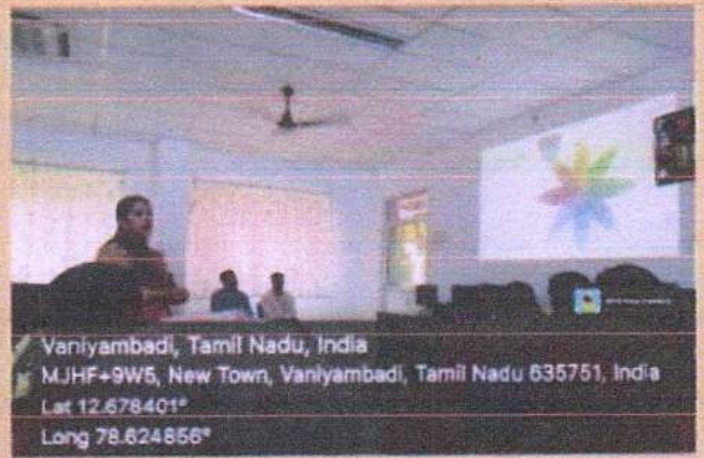 Vaniyambadi, Tamil Nadu, India
MJHF+9W5, New Town, Vaniyambadi, Tamil Nadu 635751, India
Lat 12.678401°
Long 78.624856°